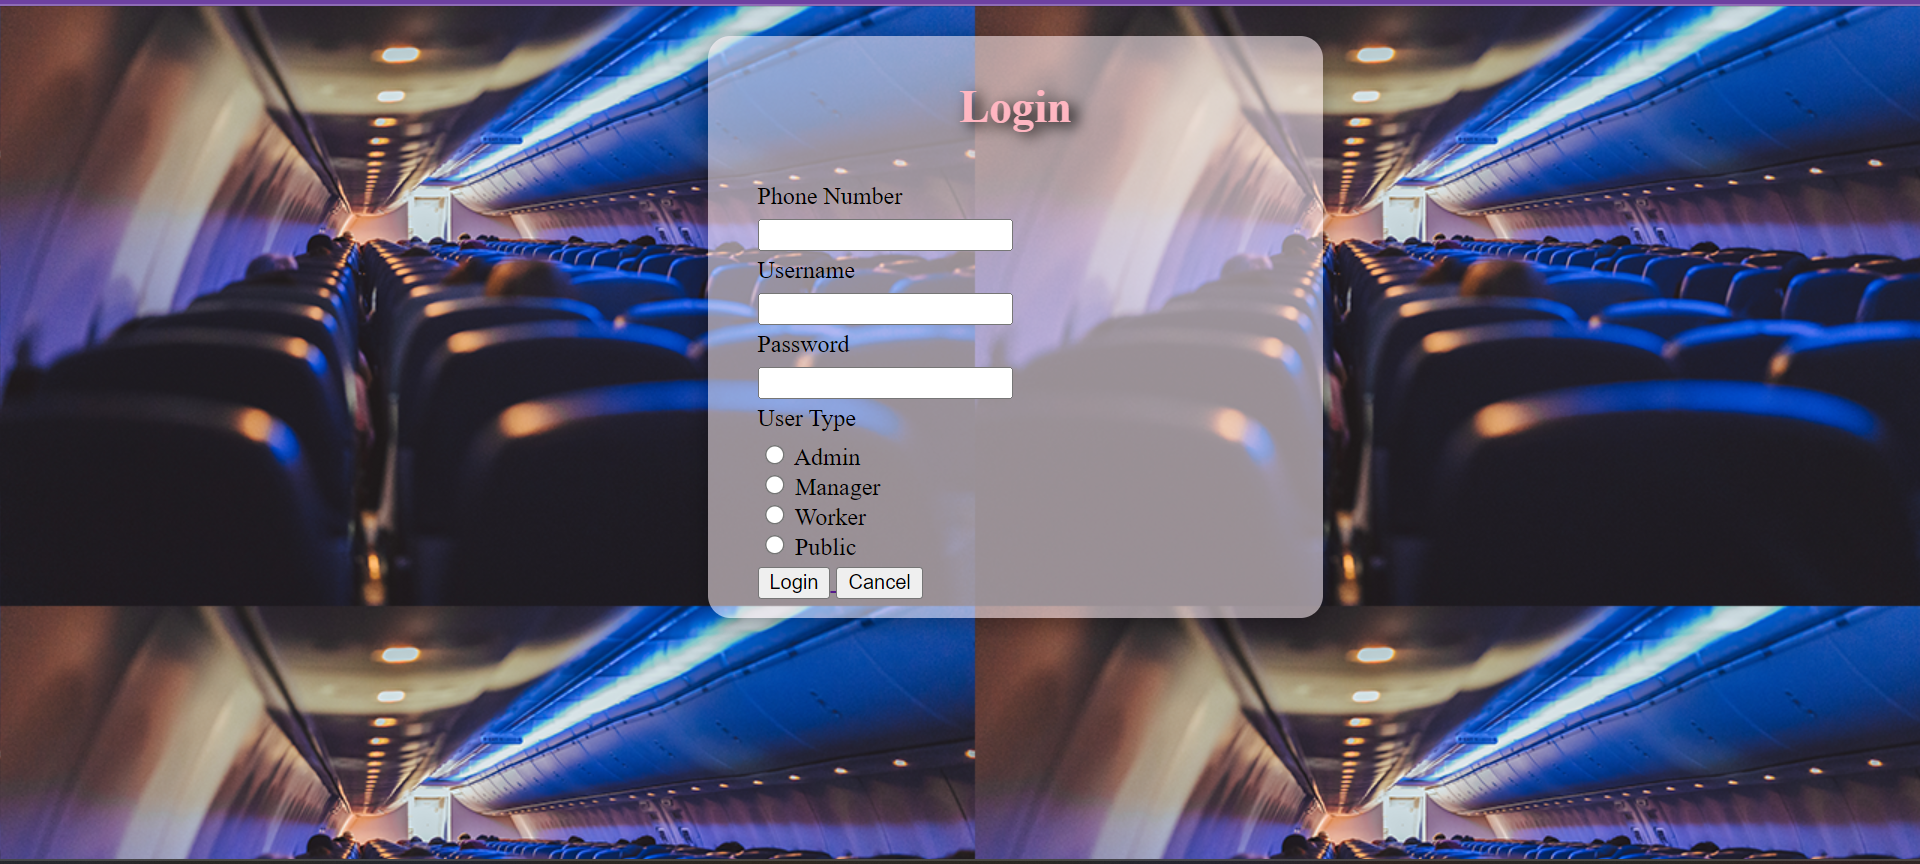 Login
Phone Number
Username
Password
User Type
Admin
Manager
Worker
Public
Login Cancel